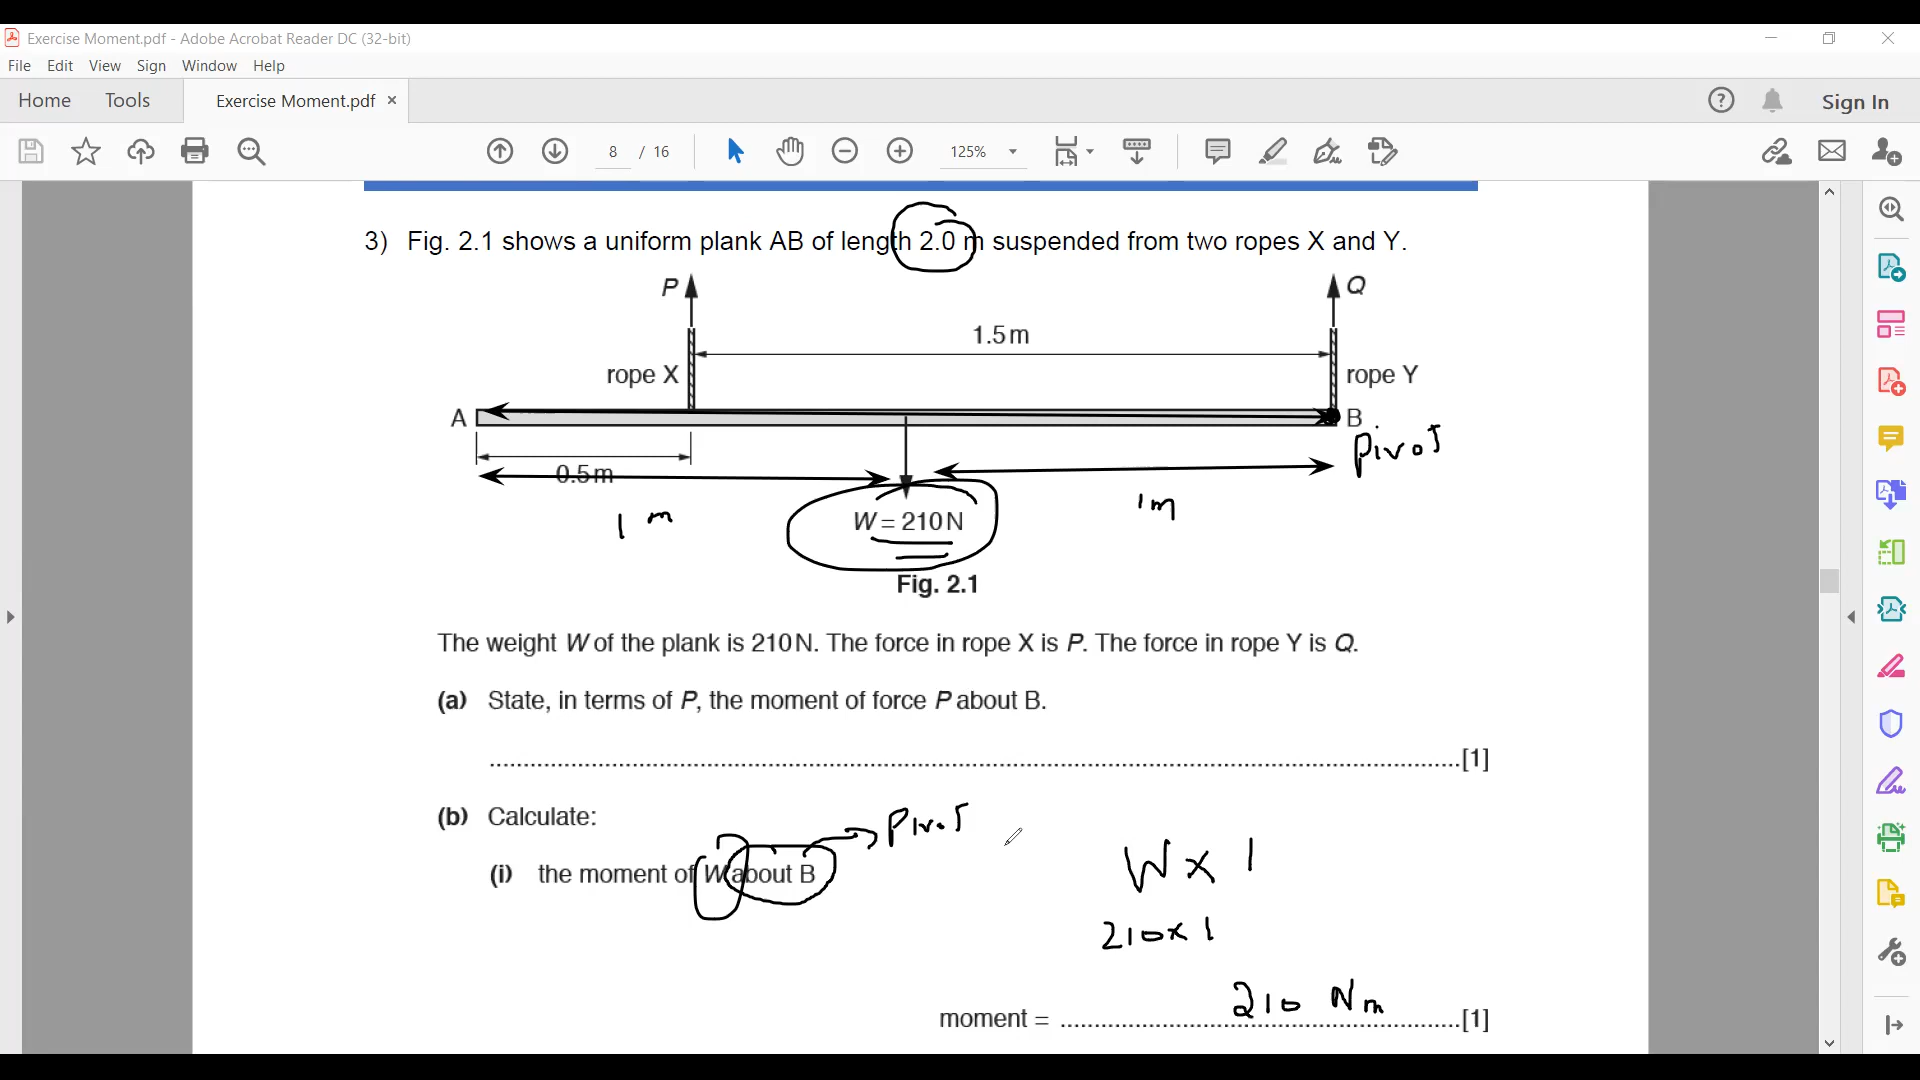 Exercise Moment.pdf - Adobe Acrobat Reader DC (32-bit)
File Edit View Sign Window Help
Home Tools Exercise Moment.pdf × Sign In
8 / 16 125%
3) Fig. 2.1 shows a uniform plank AB of length 2.0 m suspended from two ropes X and Y.
P Q
1.5 m
rope X rope Y
A B
Pivot
0.5 m
1 m
1m
W = 210 N
Fig. 2.1
The weight W of the plank is 210 N. The force in rope X is P. The force in rope Y is Q.
(a) State, in terms of P, the moment of force P about B.
[1]
(b) Calculate:
Pivot
(i) the moment of W about B
W x 1
210 x 1
210 Nm
moment = [1]